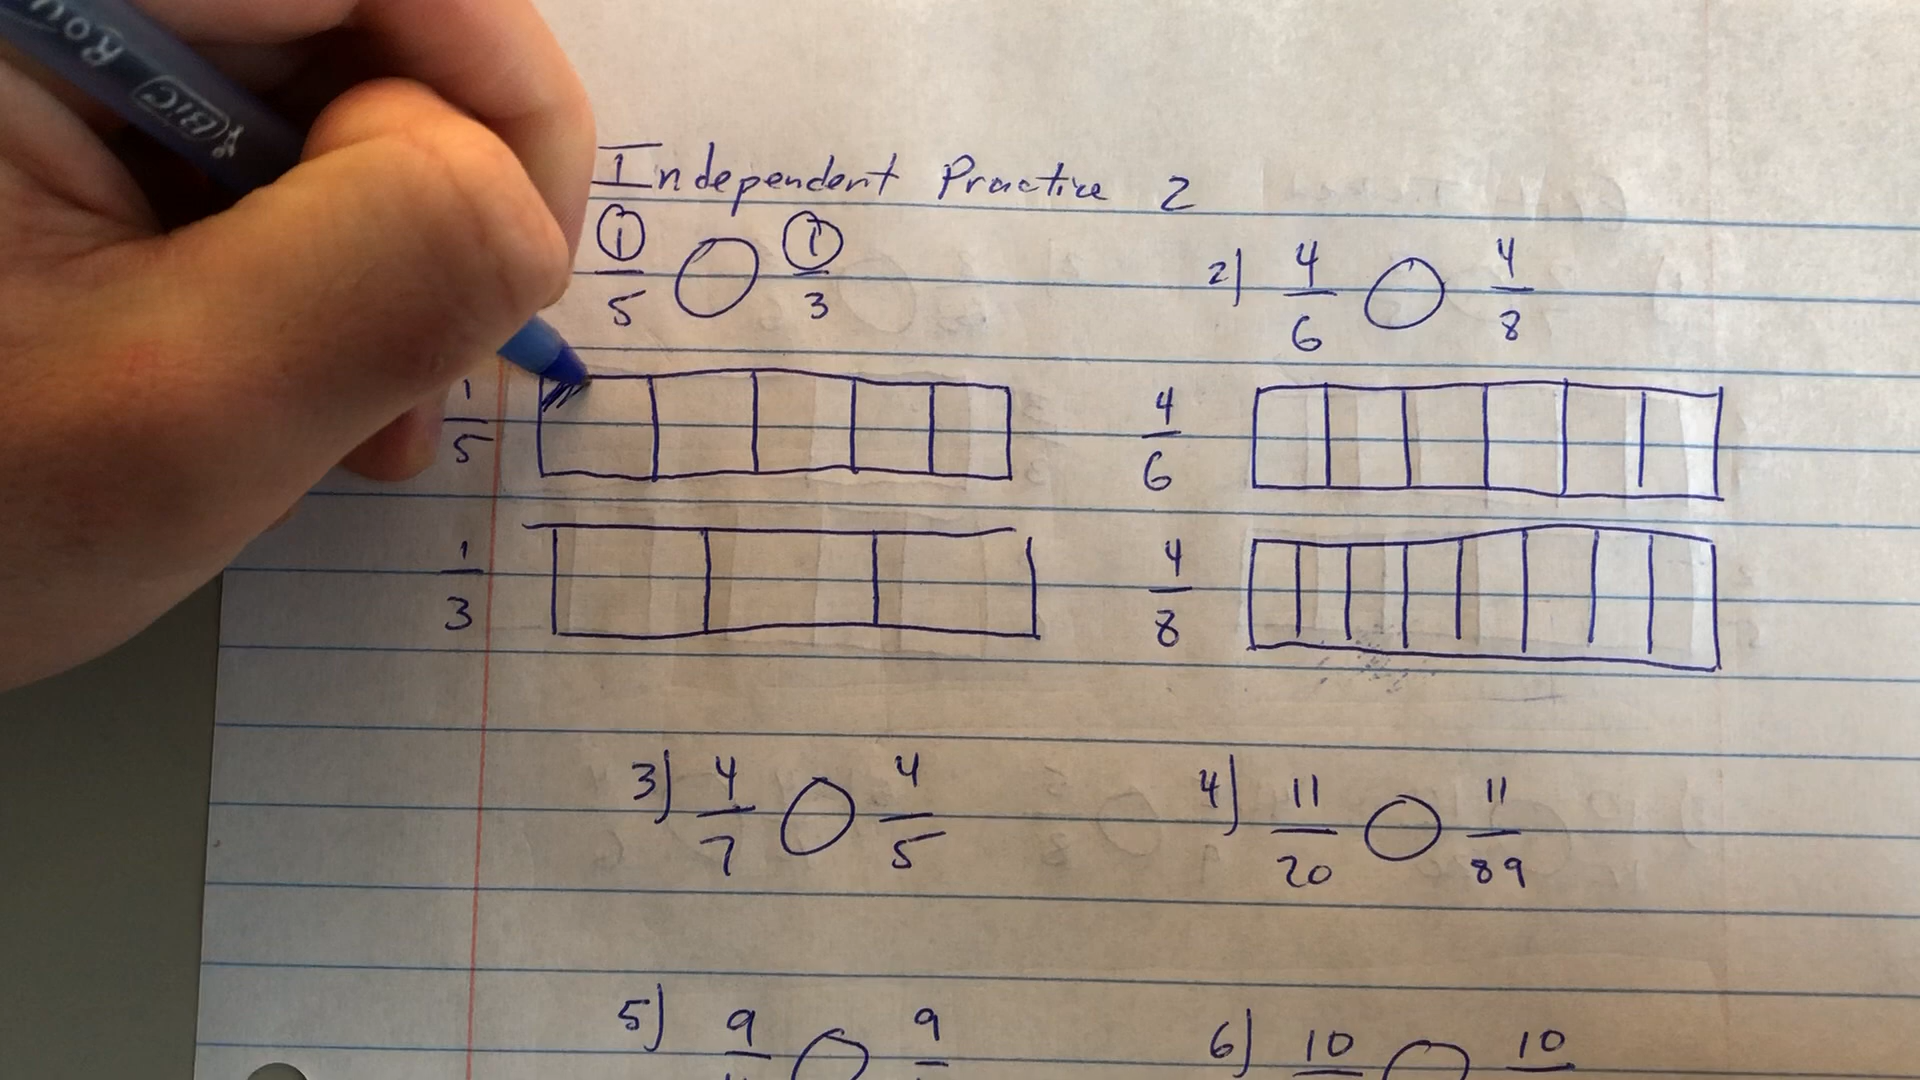 BIC Rou
Independent Practice 2
1/5 ◯ 1/3
2) 4/6 ◯ 4/8
1/5
4/6
1/3
4/8
3) 4/7 ◯ 4/5
4) 11/20 ◯ 11/89
5) 9 ◯ 9
6) 10 ◯ 10